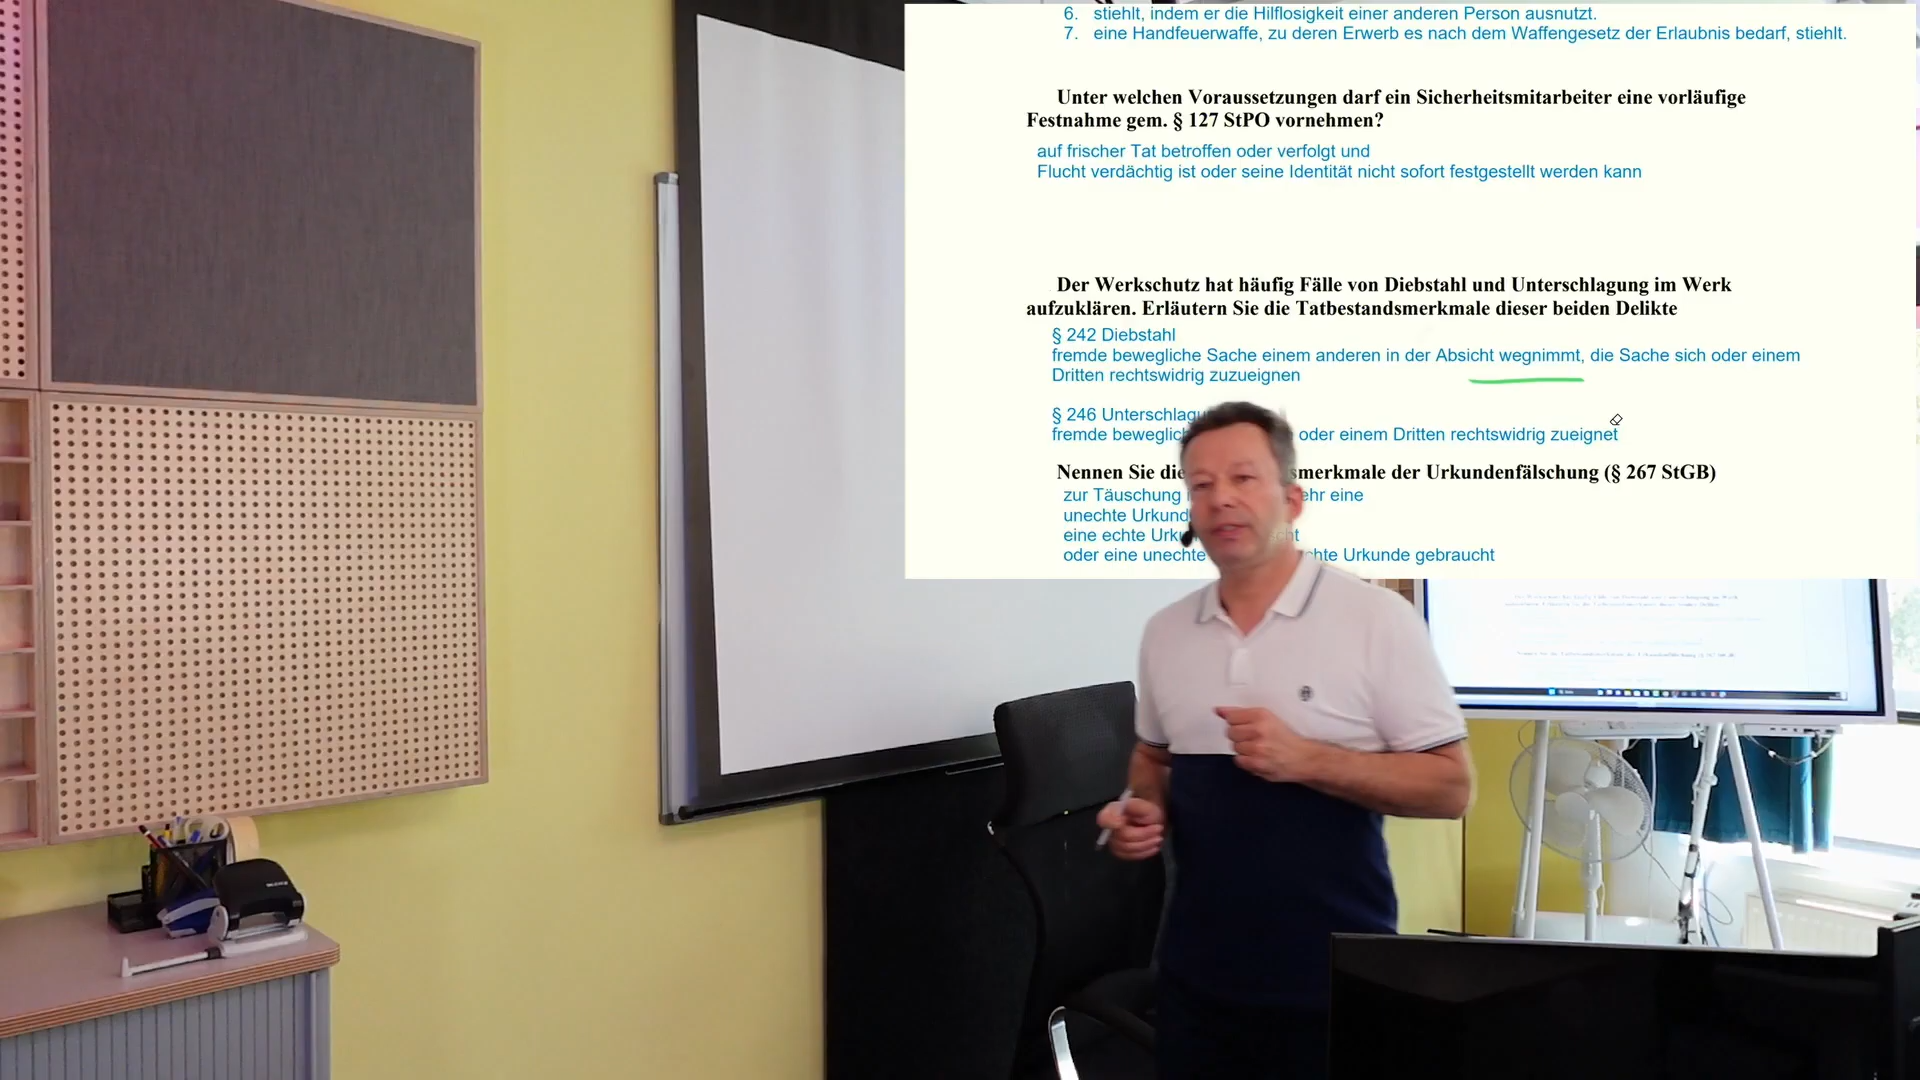 6. stiehlt, indem er die Hilflosigkeit einer anderen Person ausnutzt.
7. eine Handfeuerwaffe, zu deren Erwerb es nach dem Waffengesetz der Erlaubnis bedarf, stiehlt.
Unter welchen Voraussetzungen darf ein Sicherheitsmitarbeiter eine vorläufige
Festnahme gem. § 127 StPO vornehmen?
auf frischer Tat betroffen oder verfolgt und
Flucht verdächtig ist oder seine Identität nicht sofort festgestellt werden kann
Der Werkschutz hat häufig Fälle von Diebstahl und Unterschlagung im Werk
aufzuklären. Erläutern Sie die Tatbestandsmerkmale dieser beiden Delikte
§ 242 Diebstahl
fremde bewegliche Sache einem anderen in der Absicht wegnimmt, die Sache sich oder einem
Dritten rechtswidrig zuzueignen
§ 246 Unterschlagu
fremde beweglic oder einem Dritten rechtswidrig zueignet
Nennen Sie die smerkmale der Urkundenfälschung (§ 267 StGB)
zur Täuschung ehr eine
unechte Urkund
eine echte Urku scht
oder eine unechte chte Urkunde gebraucht